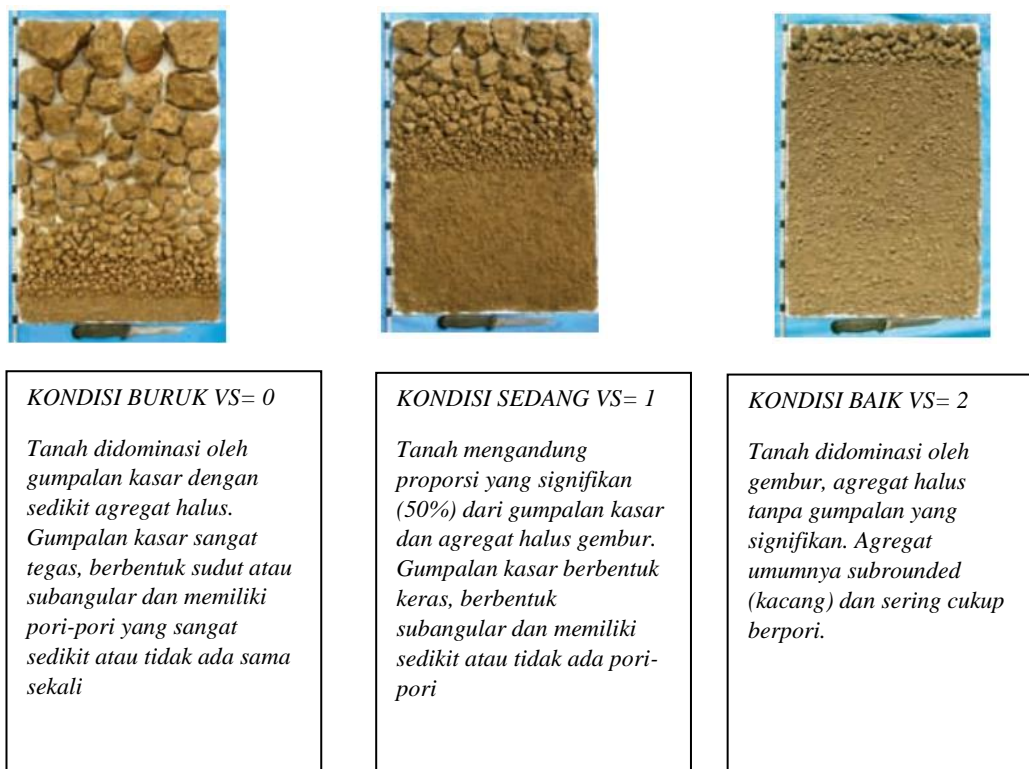 KONDISI BURUK VS= 0
Tanah didominasi oleh
gumpalan kasar dengan
sedikit agregat halus.
Gumpalan kasar sangat
tegas, berbentuk sudut atau
subangular dan memiliki
pori-pori yang sangat
sedikit atau tidak ada sama
sekali
KONDISI SEDANG VS= 1
Tanah mengandung
proporsi yang signifikan
(50%) dari gumpalan kasar
dan agregat halus gembur.
Gumpalan kasar berbentuk
keras, berbentuk
subangular dan memiliki
sedikit atau tidak ada pori-
pori
KONDISI BAIK VS= 2
Tanah didominasi oleh
gembur, agregat halus
tanpa gumpalan yang
signifikan. Agregat
umumnya subrounded
(kacang) dan sering cukup
berpori.